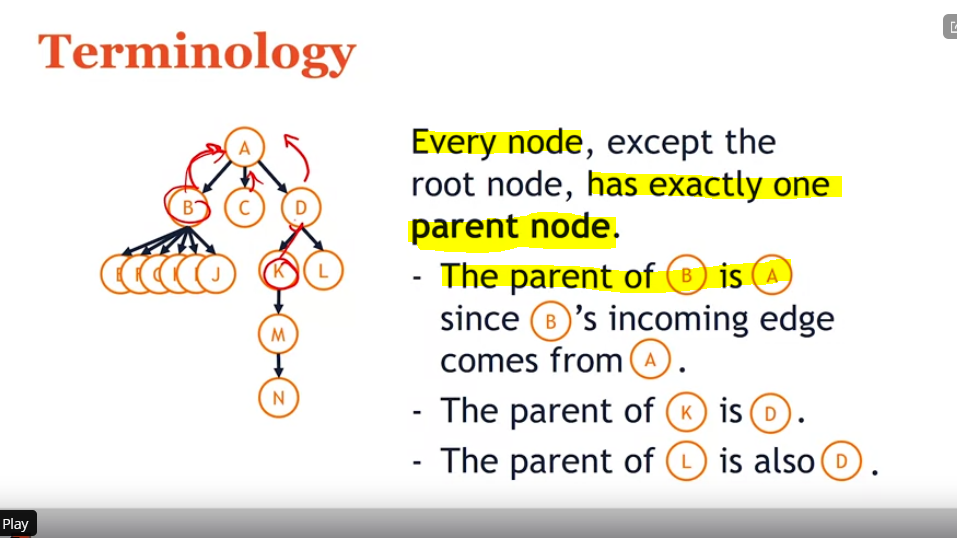 Terminology
A
B
C
D
E
F
J
K
L
M
N
Every node, except the
root node, has exactly one
parent node.
- The parent of B is A
since B's incoming edge
comes from A.
- The parent of K is D.
- The parent of L is also D.
Play